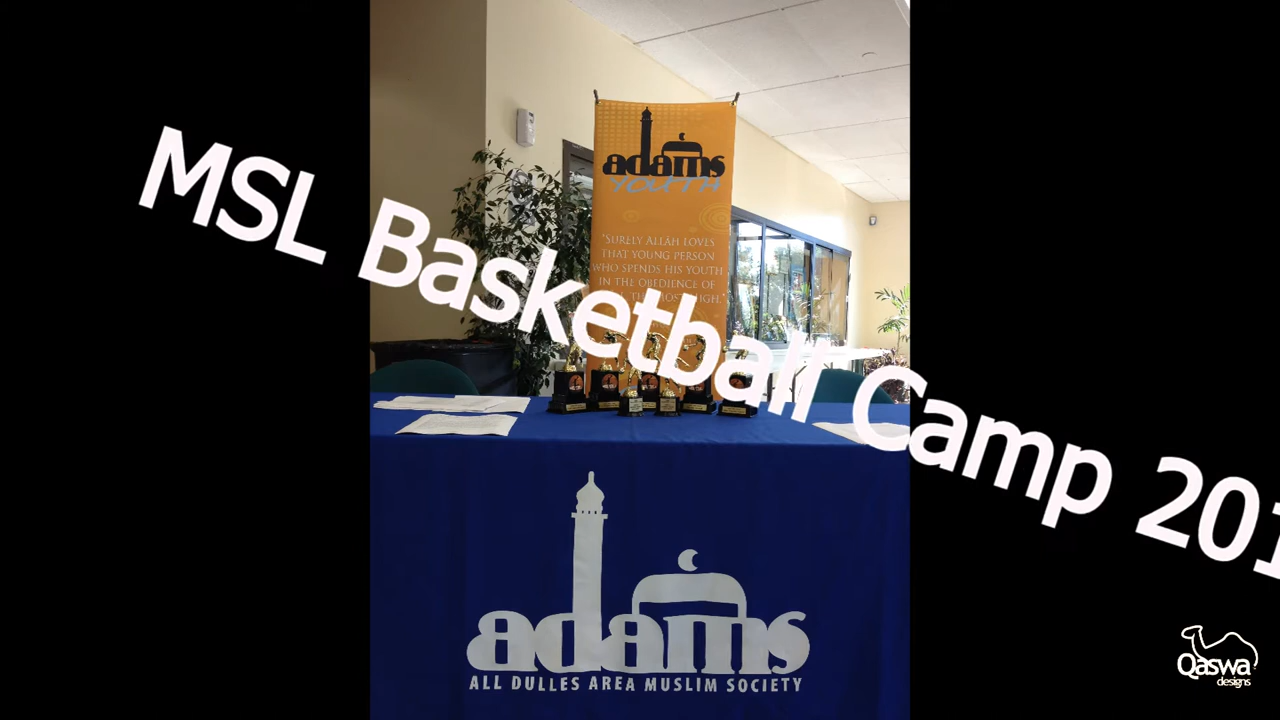 adams
YOUTH
"SURELY ALLÂH LOVES
THAT YOUNG PERSON
WHO SPENDS HIS YOUTH
IN THE OBEDIENCE OF
MSL Basketball Camp 201
adams
ALL DULLES AREA MUSLIM SOCIETY
Qaswa
designs